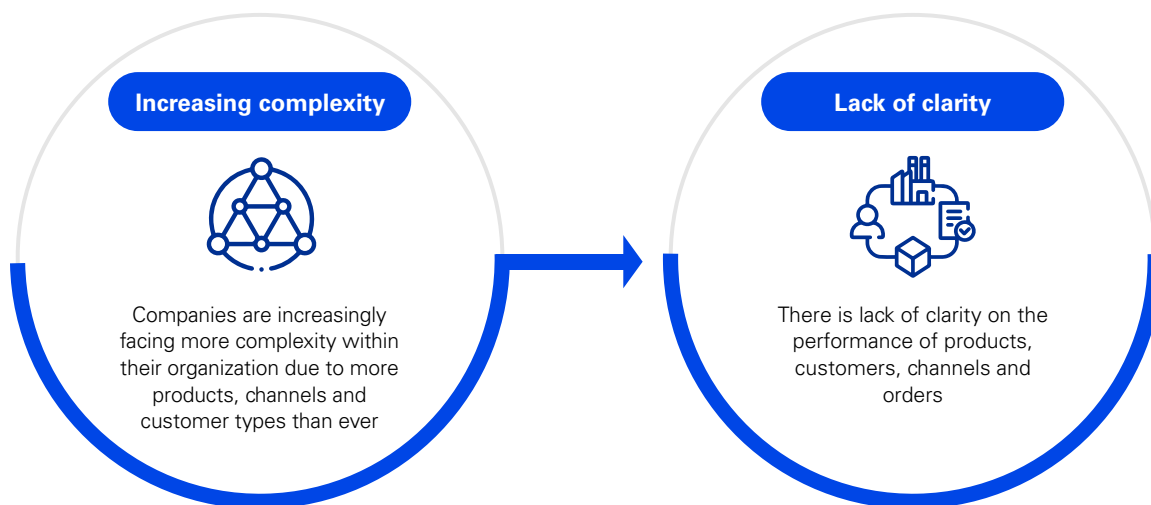 Increasing complexity
Companies are increasingly
facing more complexity within
their organization due to more
products, channels and
customer types than ever
Lack of clarity
There is lack of clarity on the
performance of products,
customers, channels and
orders